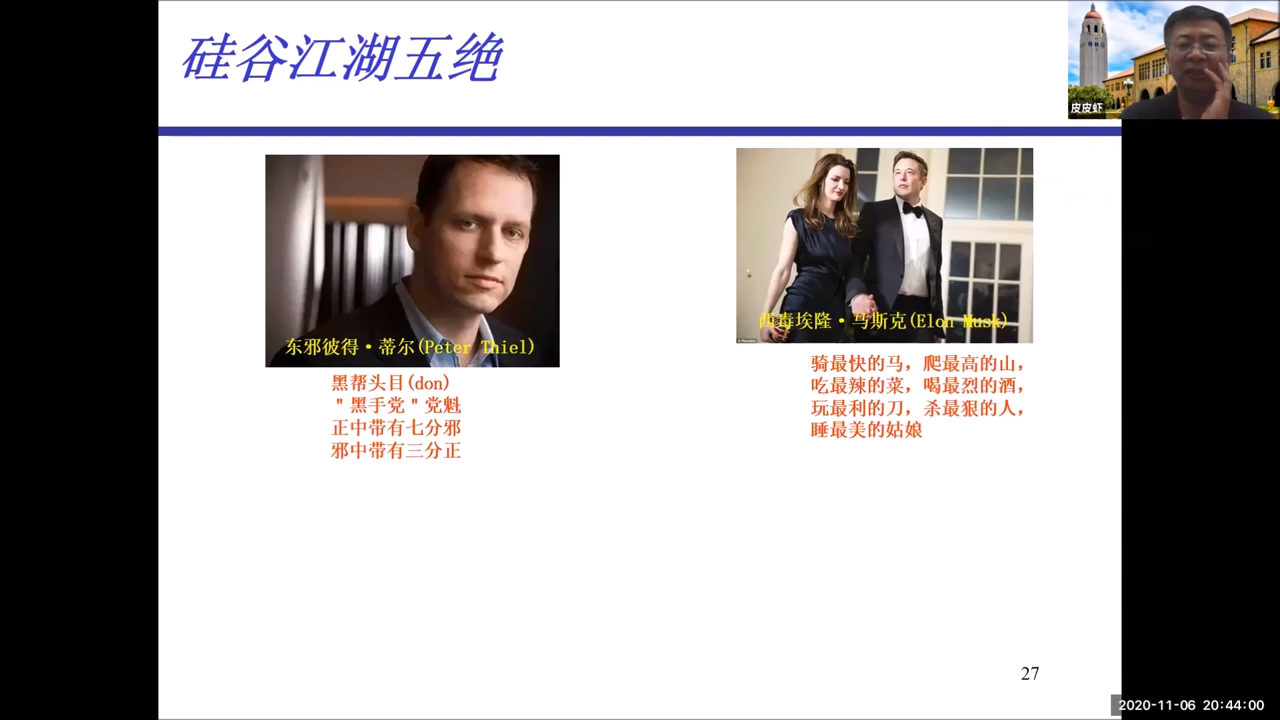 硅谷江湖五绝
皮皮虾
东邪彼得·蒂尔(Peter Thiel)
黑帮头目(don)
"黑手党"党魁
正中带有七分邪
邪中带有三分正
西毒埃隆·马斯克(Elon Musk)
骑最快的马，爬最高的山，
吃最辣的菜，喝最烈的酒，
玩最利的刀，杀最狠的人，
睡最美的姑娘
27
2020-11-06 20:44:00